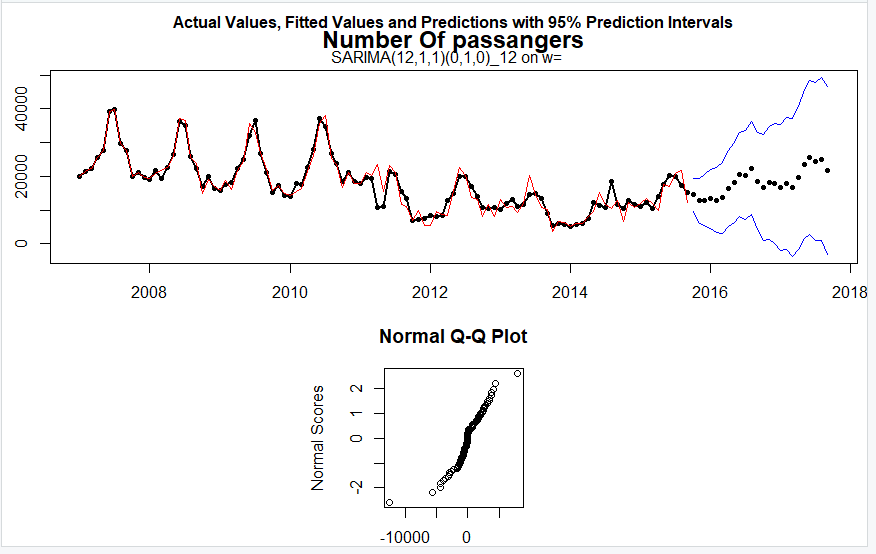 Actual Values, Fitted Values and Predictions with 95% Prediction Intervals
Number Of passangers
SARIMA(12,1,1)(0,1,0)_12 on w=
40000
20000
0
2008 2010 2012 2014 2016 2018
Normal Q-Q Plot
Normal Scores
2
1
0
-2
-10000 0